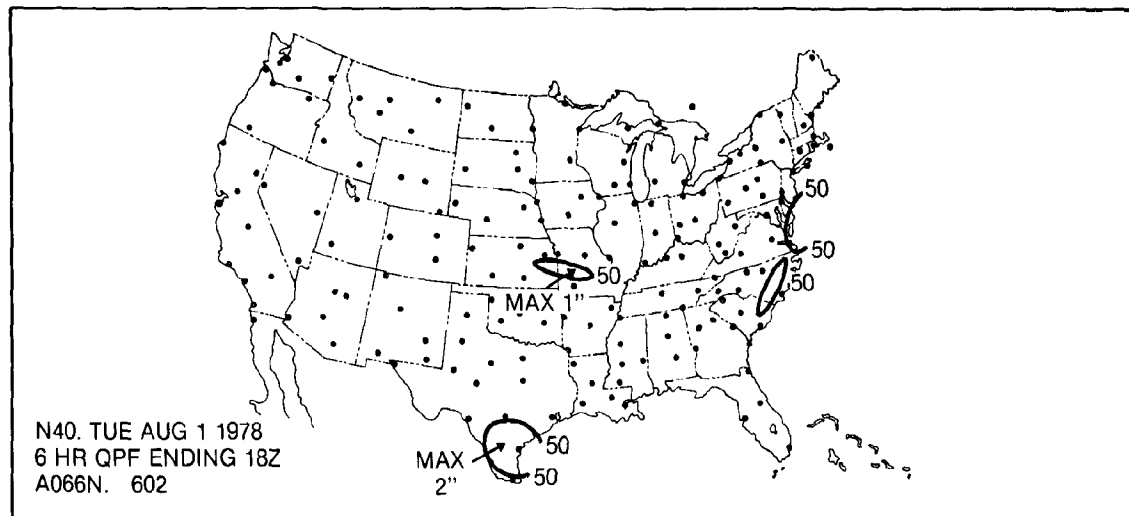 50
50
50
50
MAX 1"
N40. TUE AUG 1 1978
6 HR QPF ENDING 18Z
A066N. 602
MAX
2"
50
50